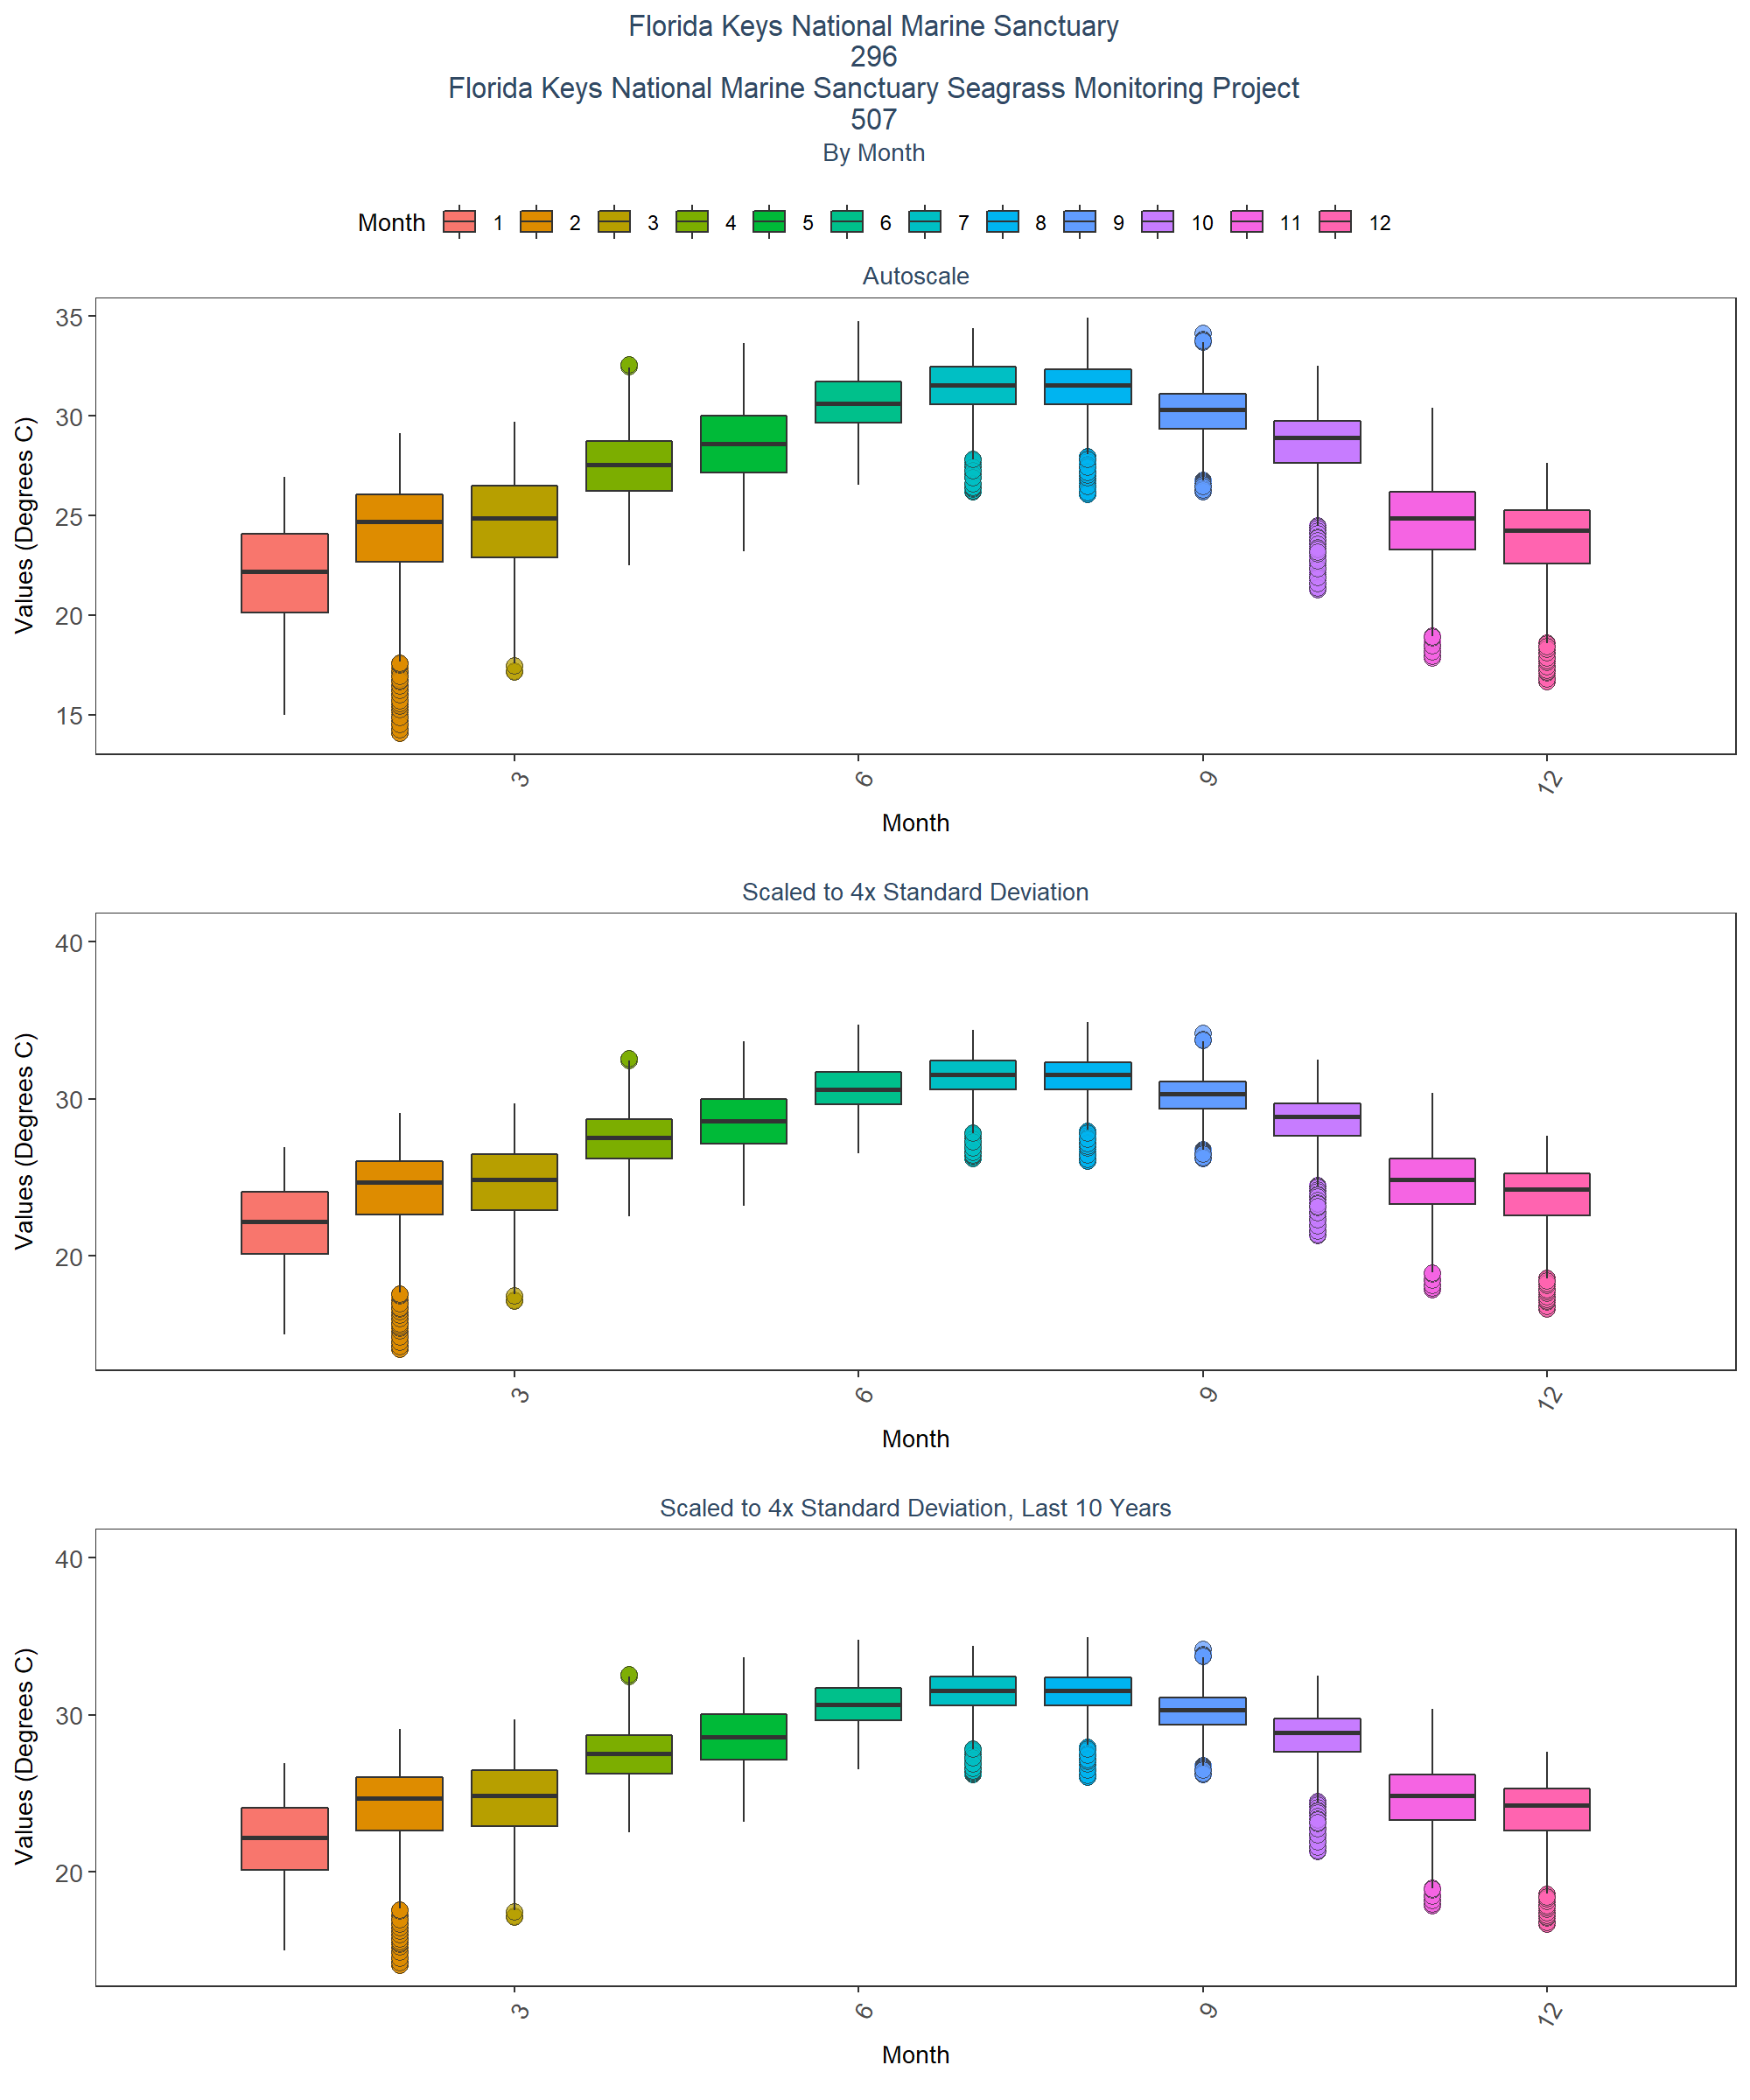 Florida Keys National Marine Sanctuary
296
Florida Keys National Marine Sanctuary Seagrass Monitoring Project
507
By Month
Month 1 2 3 4 5 6 7 8 9 10 11 12
Autoscale
Values (Degrees C)
35
30
25
20
15
3 6 9 12
Month
Scaled to 4x Standard Deviation
Values (Degrees C)
40
30
20
3 6 9 12
Month
Scaled to 4x Standard Deviation, Last 10 Years
Values (Degrees C)
40
30
20
3 6 9 12
Month